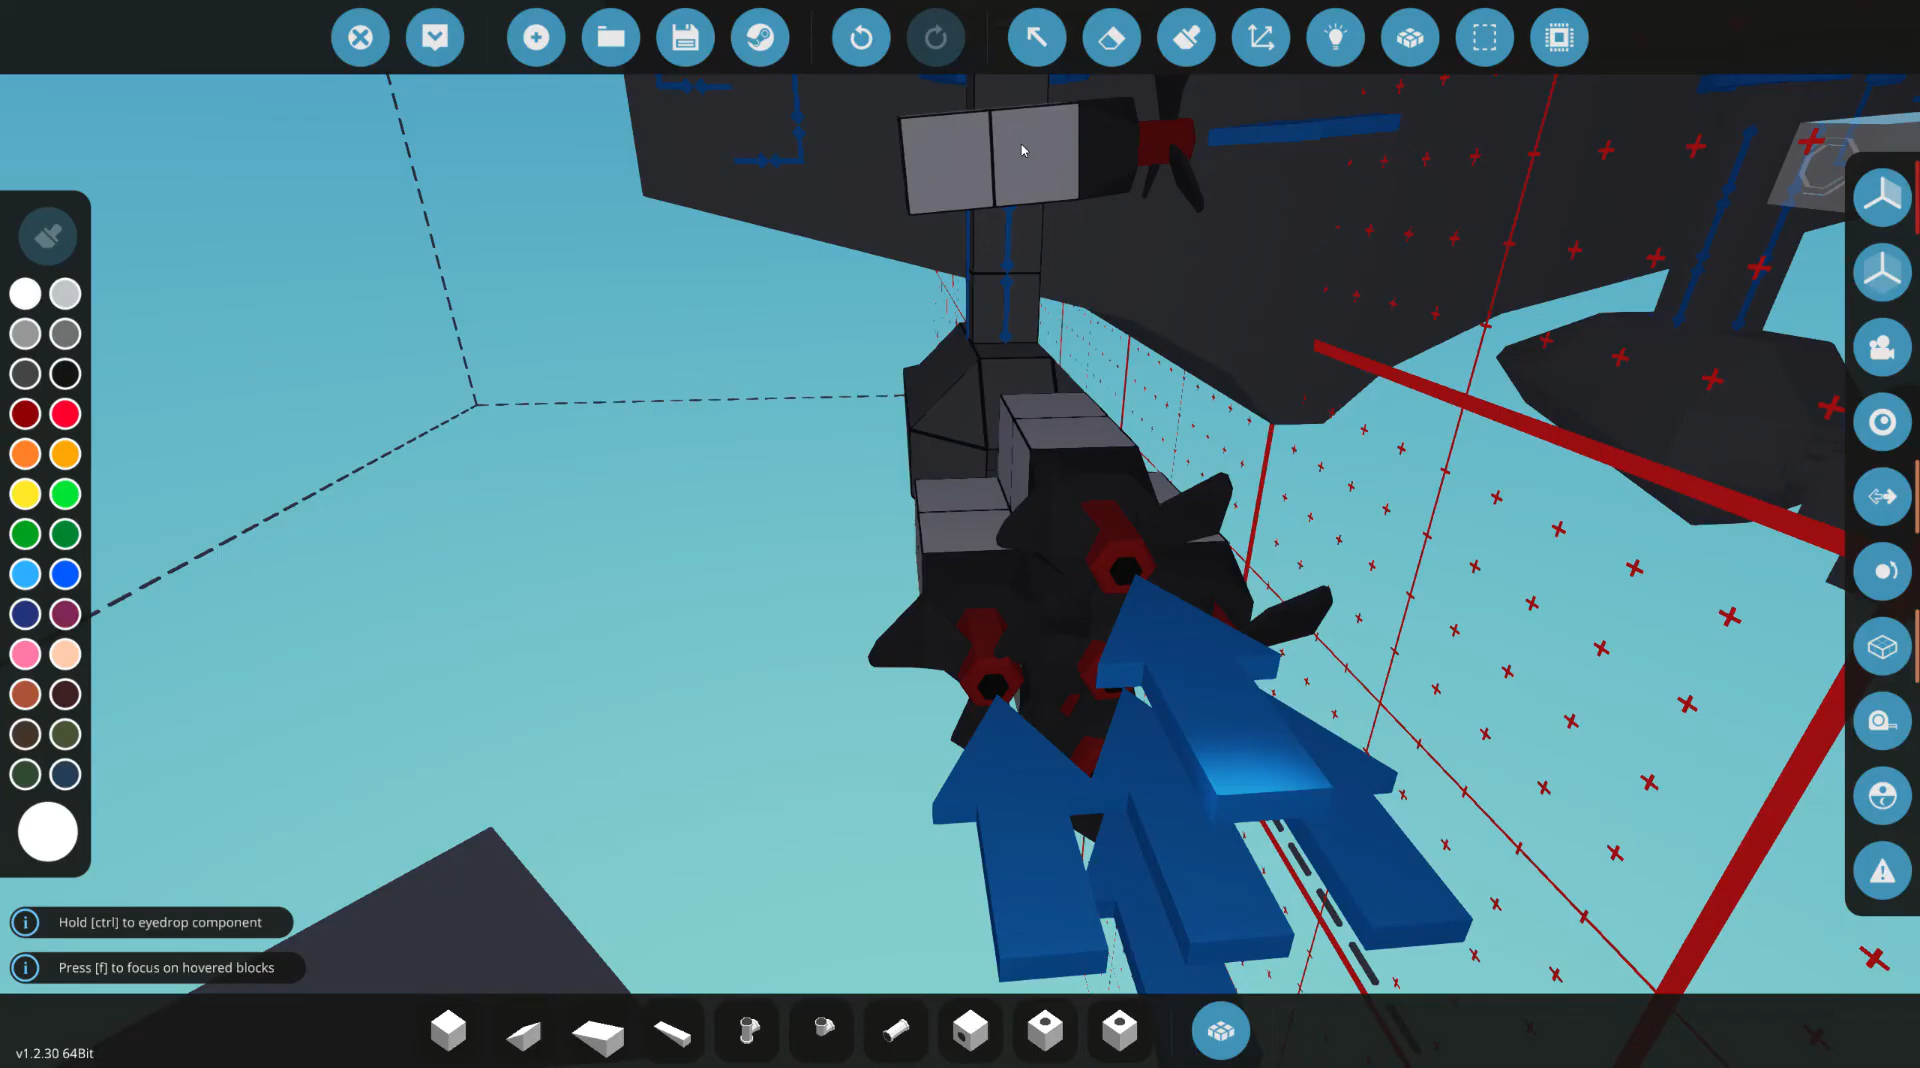 Hold [ctrl] to eyedrop component
Press [f] to focus on hovered blocks
v1.2.30 64Bit